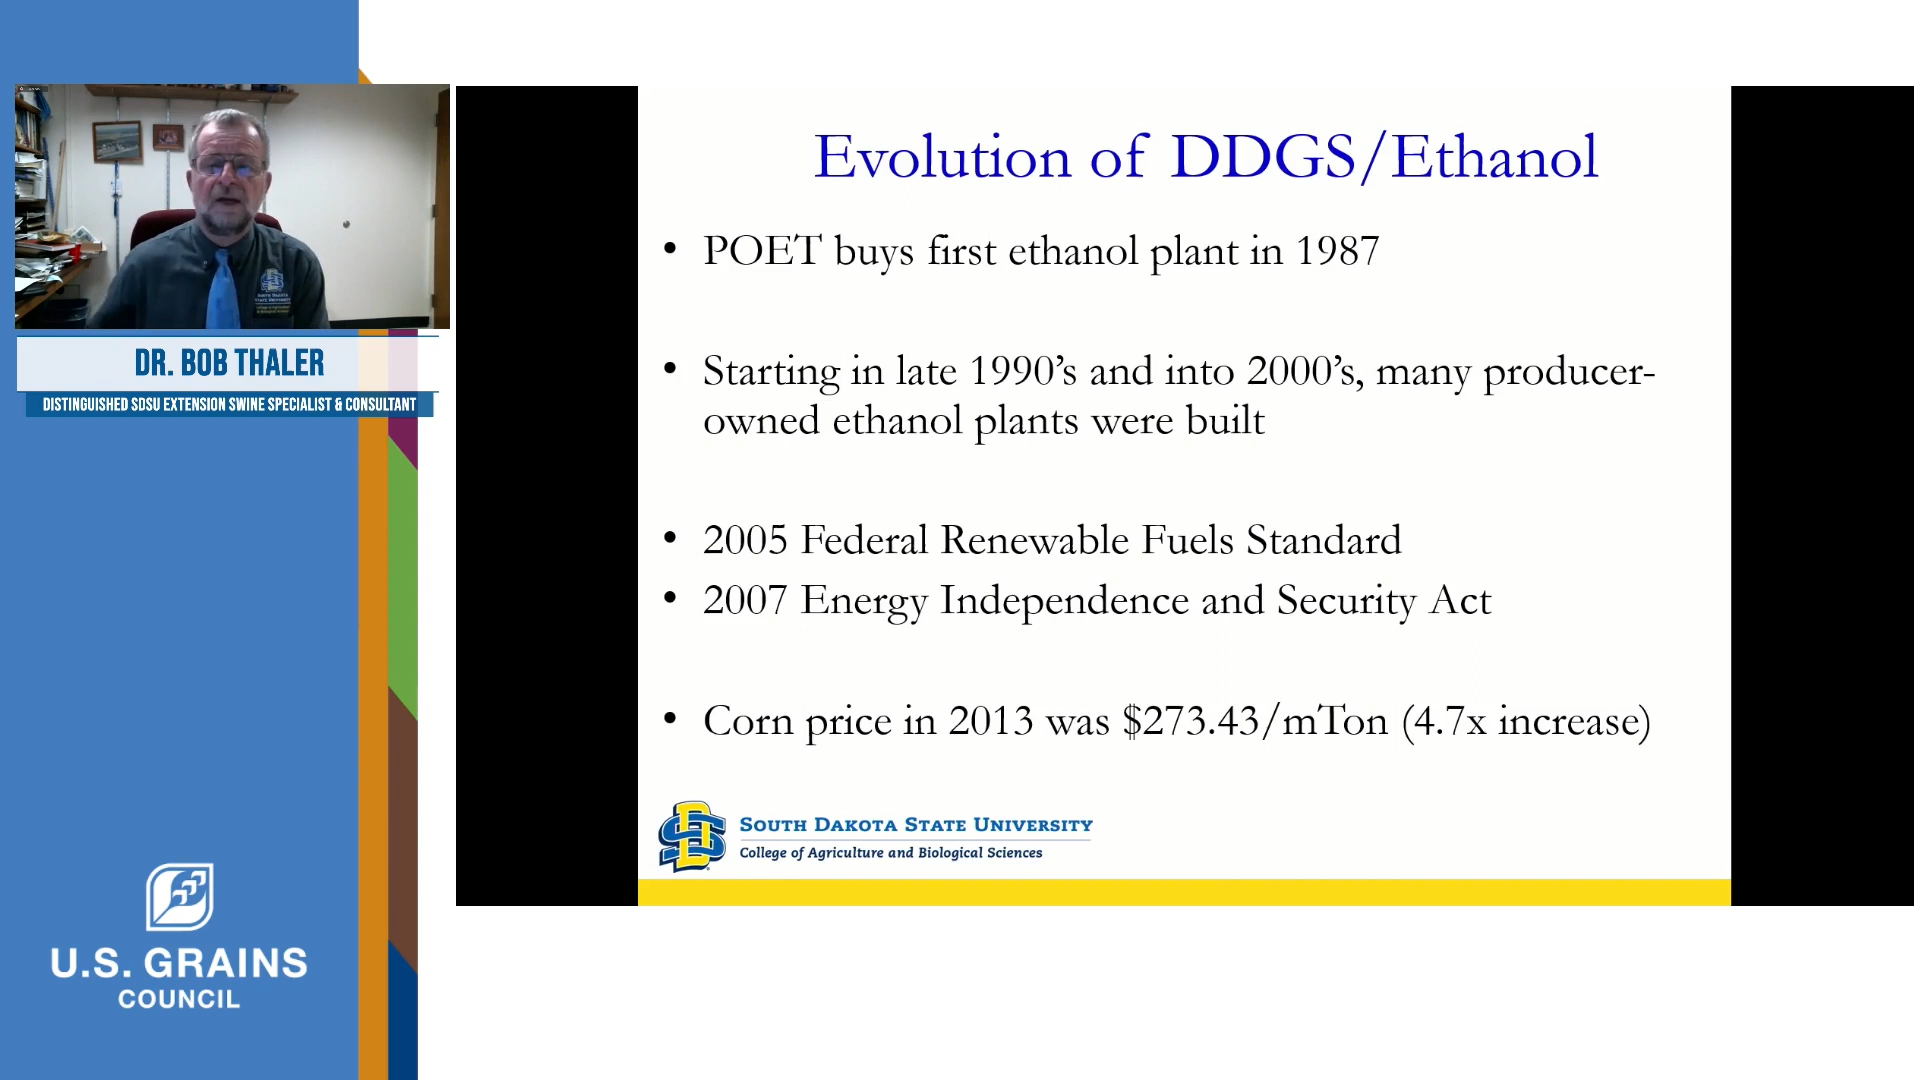 DR. BOB THALER
DISTINGUISHED SDSU EXTENSION SWINE SPECIALIST & CONSULTANT
U.S. GRAINS
COUNCIL
Evolution of DDGS/Ethanol
• POET buys first ethanol plant in 1987
• Starting in late 1990’s and into 2000’s, many producer-
owned ethanol plants were built
• 2005 Federal Renewable Fuels Standard
• 2007 Energy Independence and Security Act
• Corn price in 2013 was $273.43/mTon (4.7x increase)
SOUTH DAKOTA STATE UNIVERSITY
College of Agriculture and Biological Sciences